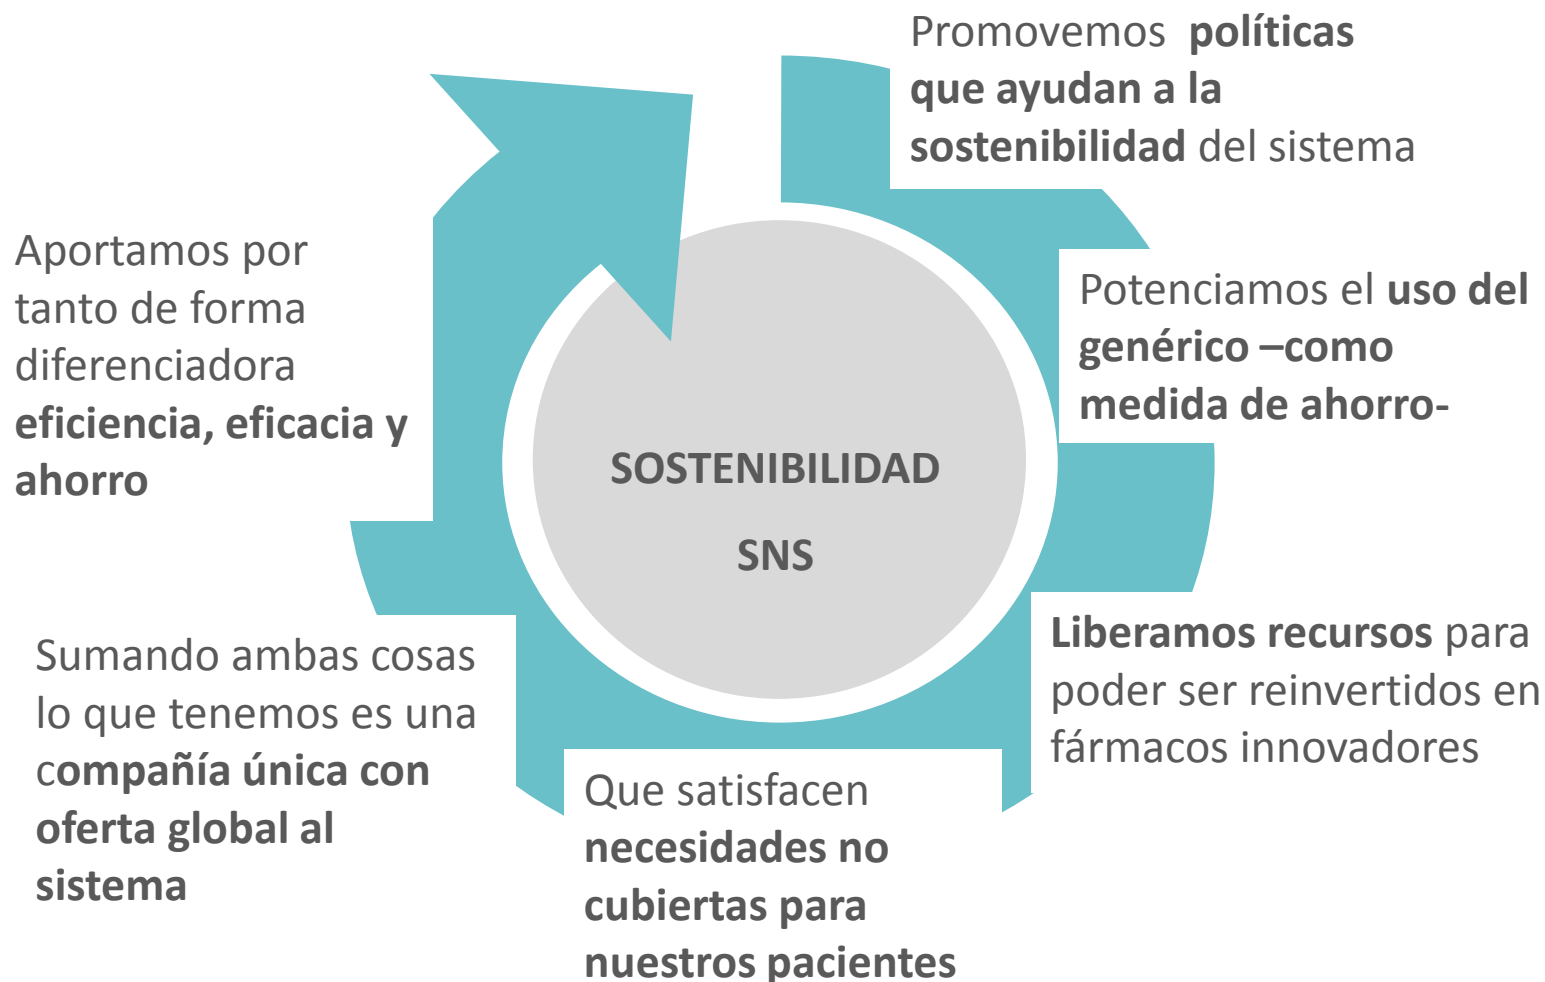 Promovemos políticas
que ayudan a la
sostenibilidad del sistema
Potenciamos el uso del
genérico –como
medida de ahorro-
Liberamos recursos para
poder ser reinvertidos en
fármacos innovadores
Que satisfacen
necesidades no
cubiertas para
nuestros pacientes
Sumando ambas cosas
lo que tenemos es una
compañía única con
oferta global al
sistema
Aportamos por
tanto de forma
diferenciadora
eficiencia, eficacia y
ahorro
SOSTENIBILIDAD
SNS